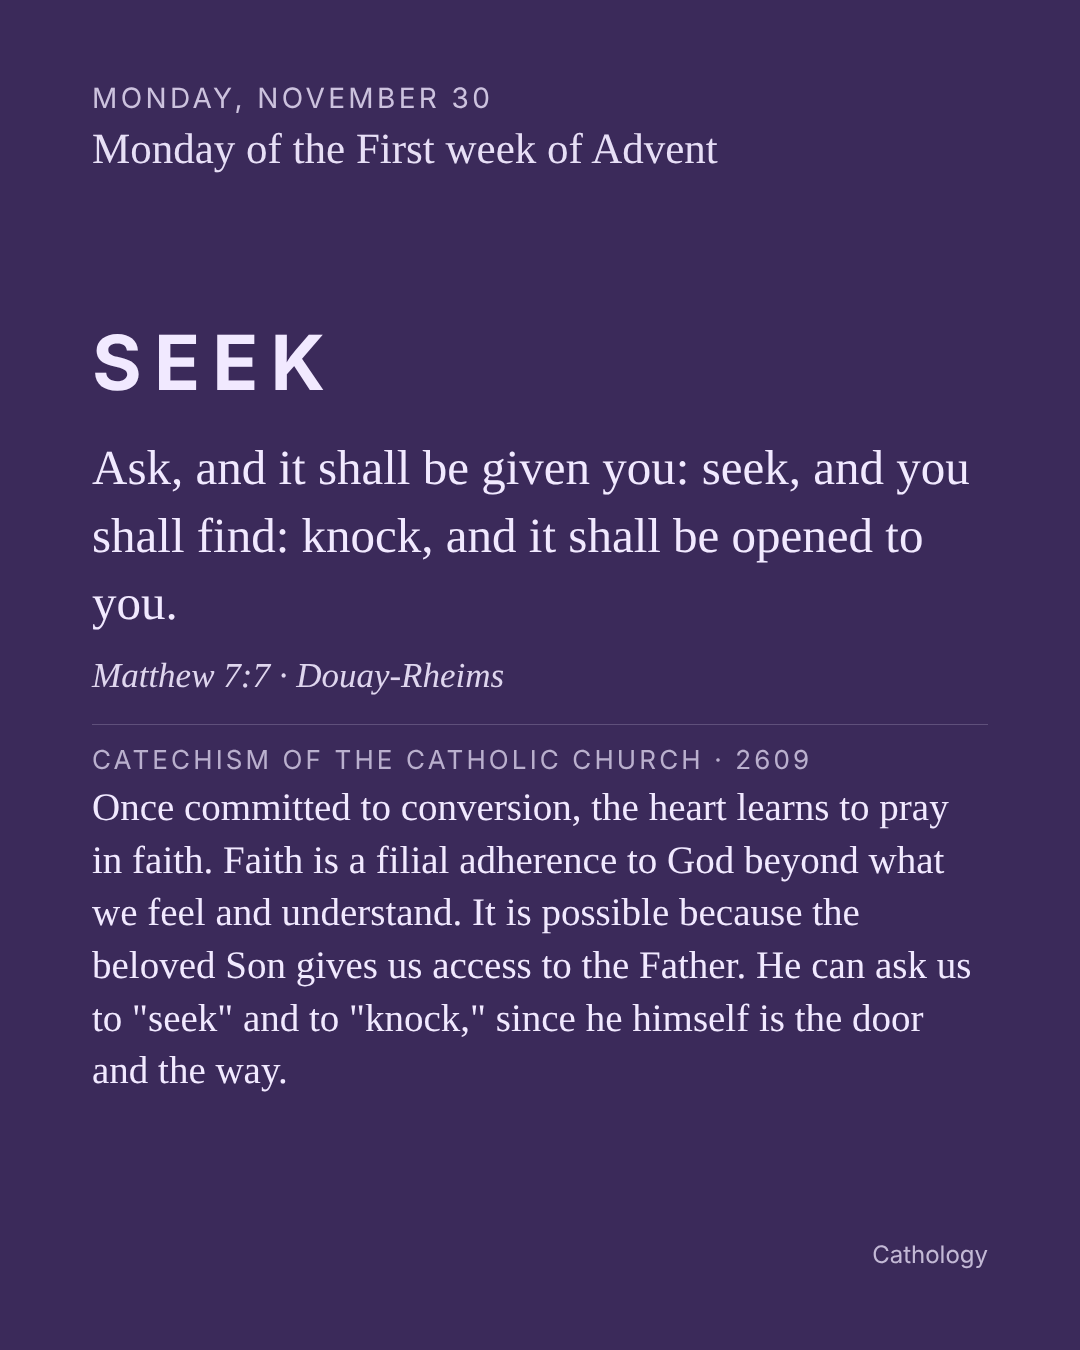 MONDAY, NOVEMBER 30
Monday of the First week of Advent
SEEK
Ask, and it shall be given you: seek, and you
shall find: knock, and it shall be opened to
you.
Matthew 7:7 · Douay-Rheims
CATECHISM OF THE CATHOLIC CHURCH · 2609
Once committed to conversion, the heart learns to pray
in faith. Faith is a filial adherence to God beyond what
we feel and understand. It is possible because the
beloved Son gives us access to the Father. He can ask us
to "seek" and to "knock," since he himself is the door
and the way.
Cathology